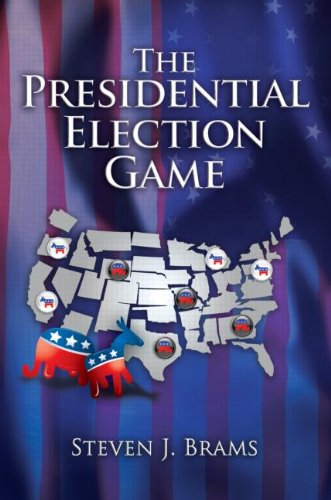 The
Presidential
Election
Game
Steven J. Brams